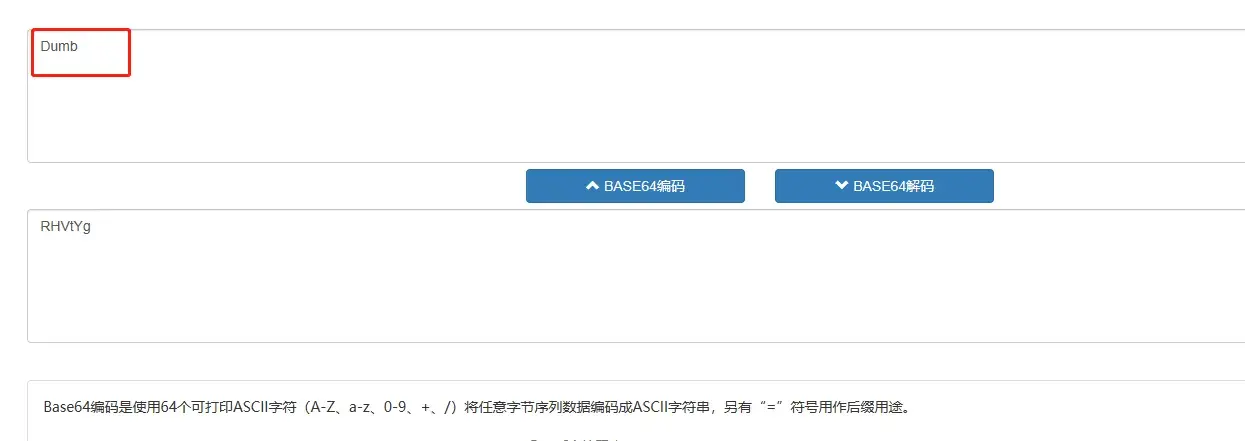 Dumb
BASE64编码 BASE64解码
RHVtYg
Base64编码是使用64个可打印ASCII字符（A-Z、a-z、0-9、+、/）将任意字节序列数据编码成ASCII字符串，另有“=”符号用作后缀用途。